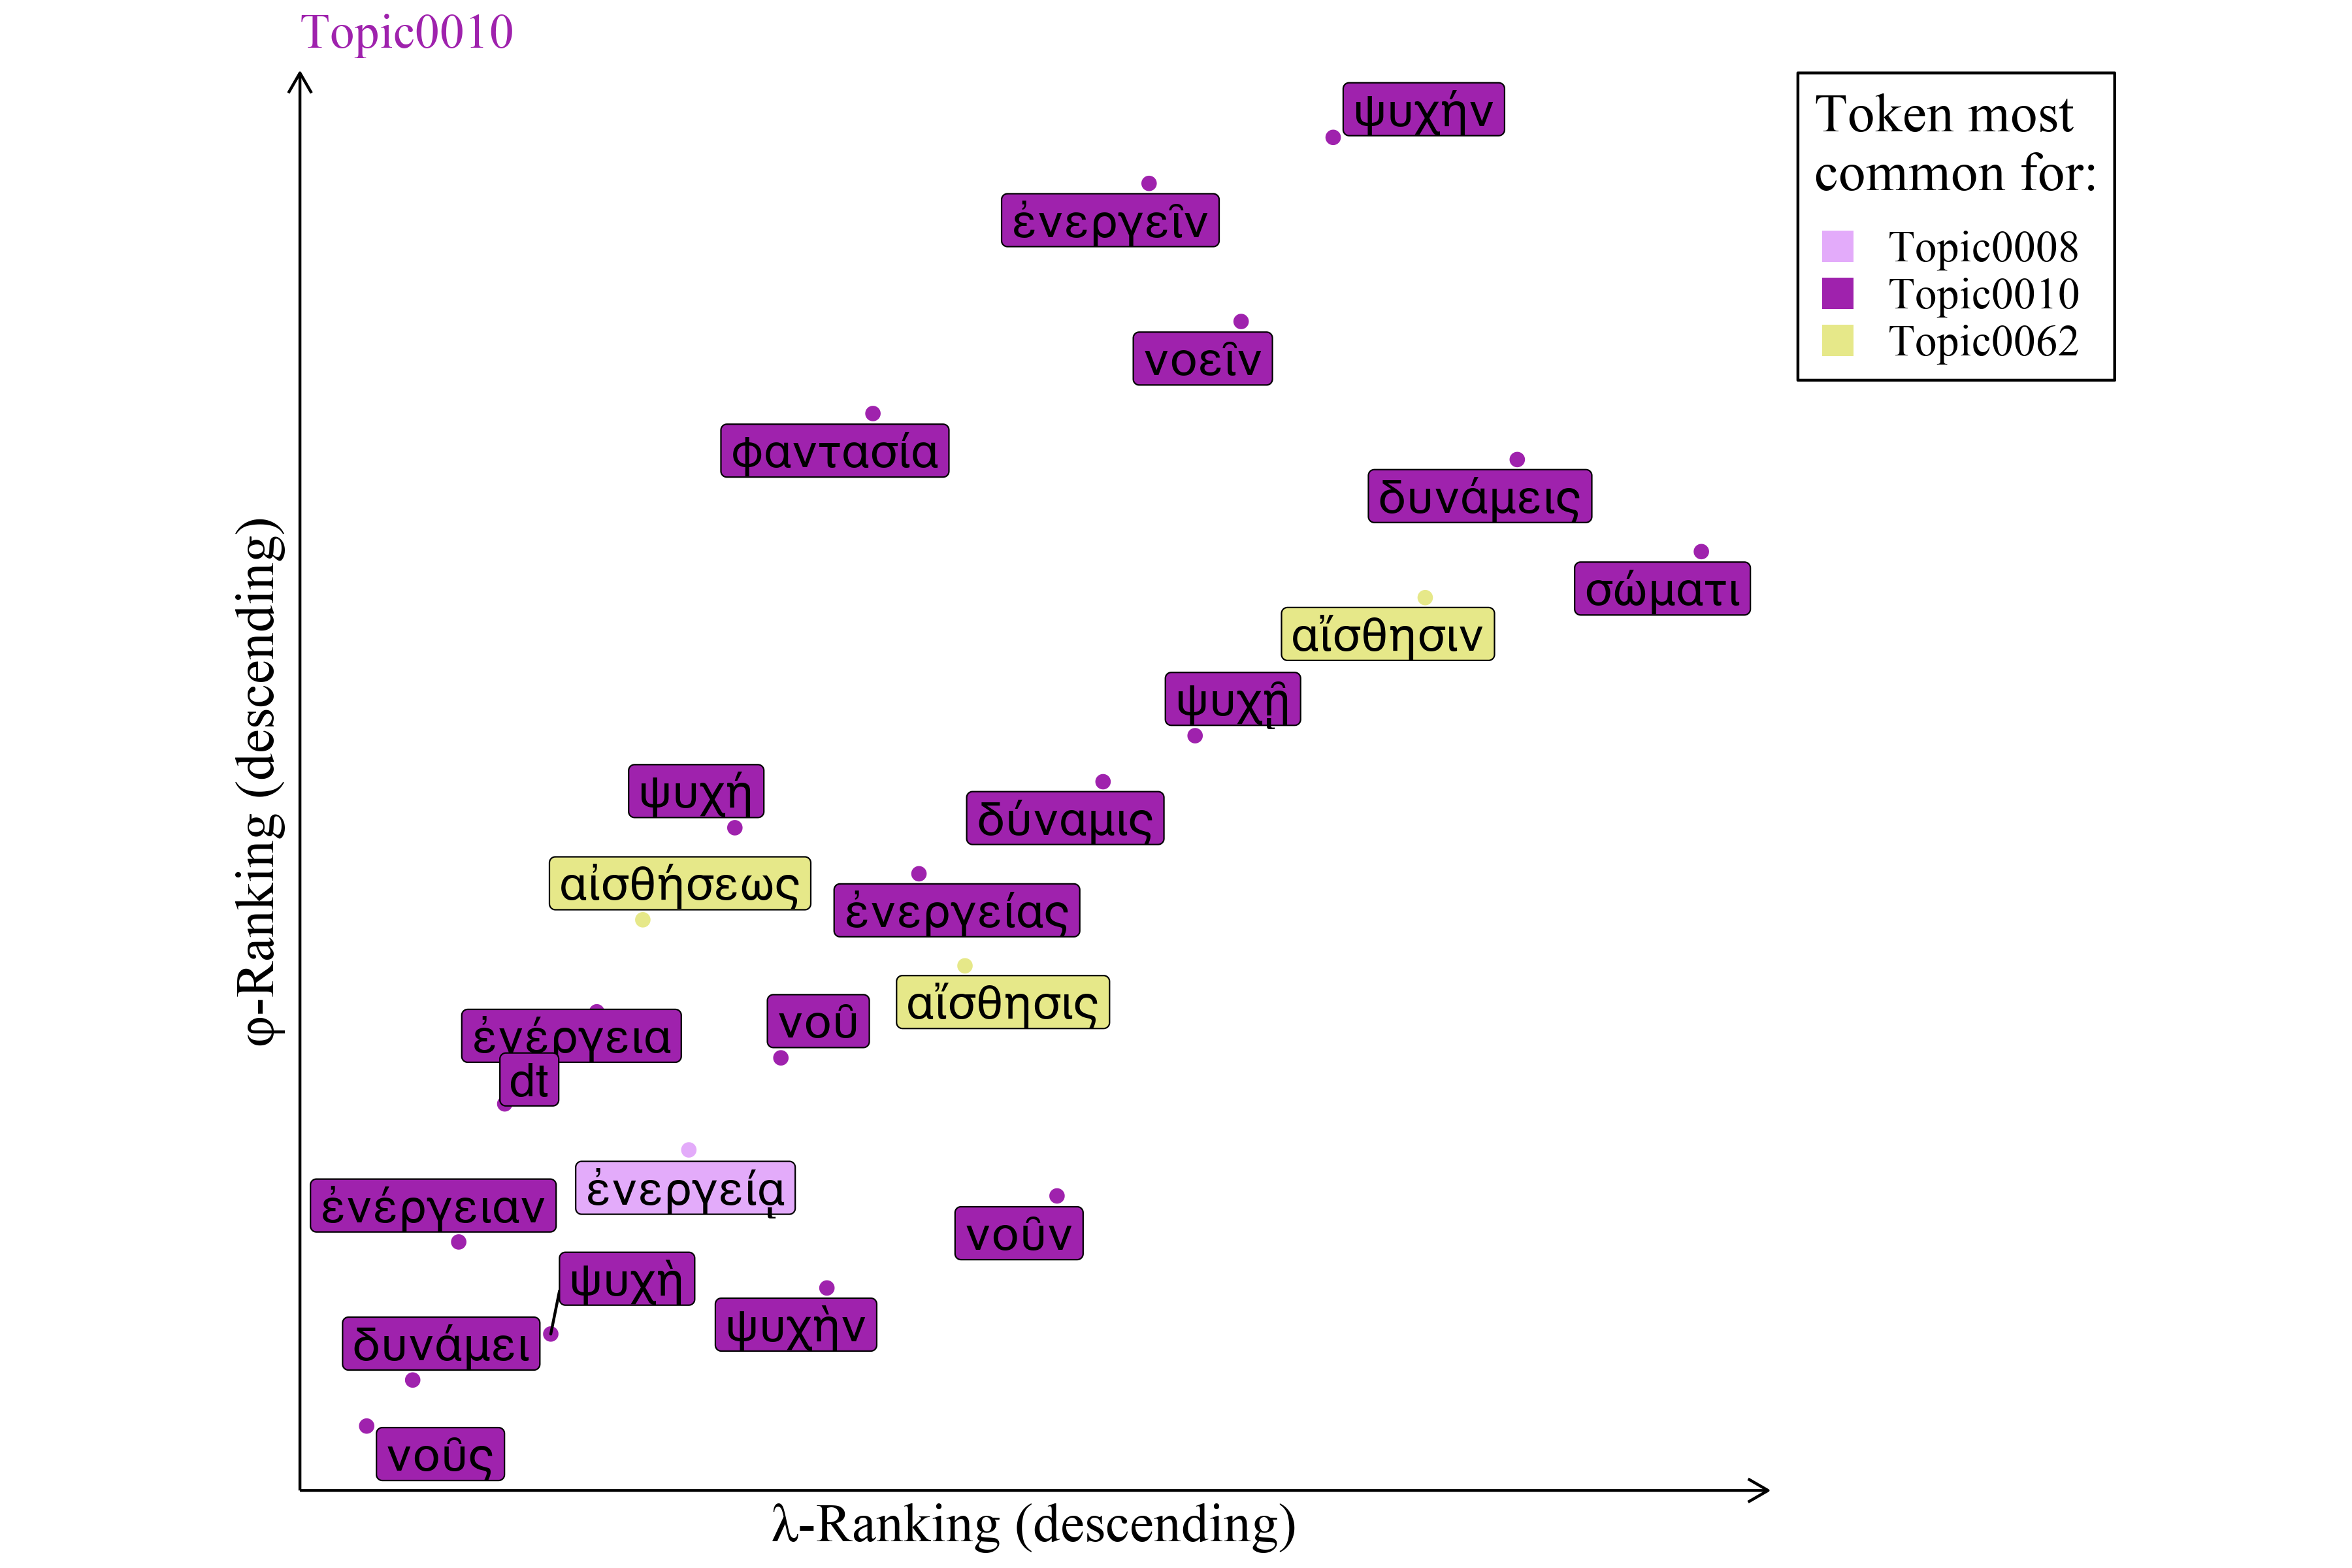 Topic0010
ψυχήν
ἐνεργεῖν
νοεῖν
φαντασία
δυνάμεις
σώματι
αἴσθησιν
ψυχῇ
ψυχή
δύναμις
αἰσθήσεως
ἐνεργείας
αἴσθησις
νοῦ
ἐνέργεια
dt
ἐνεργείᾳ
ἐνέργειαν
νοῦν
ψυχὴ
ψυχὴν
δυνάμει
νοῦς
φ-Ranking (descending)
λ-Ranking (descending)
Token most
common for:
Topic0008
Topic0010
Topic0062